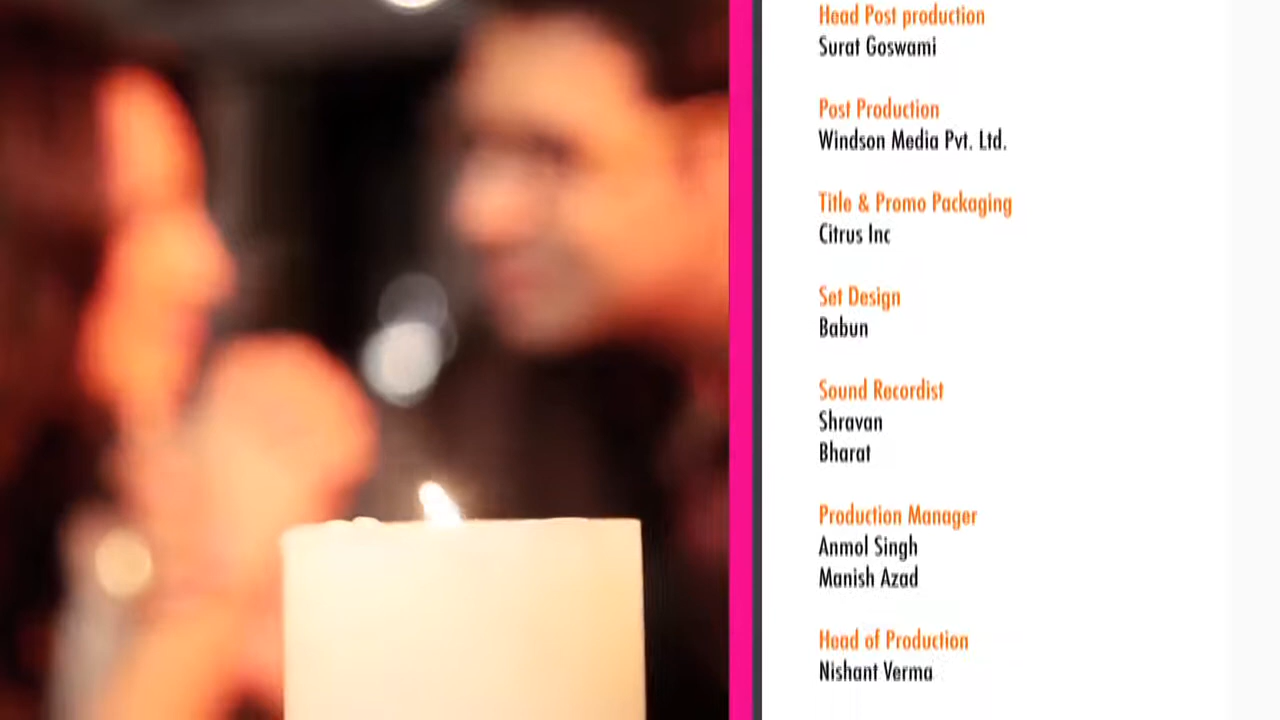 Head Post production
Surat Goswami
Post Production
Windson Media Pvt. Ltd.
Title & Promo Packaging
Citrus Inc
Set Design
Babun
Sound Recordist
Shravan
Bharat
Production Manager
Anmol Singh
Manish Azad
Head of Production
Nishant Verma